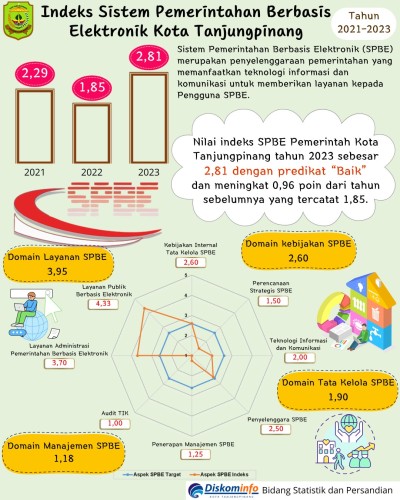 Indeks Sistem Pemerintahan Berbasis
Elektronik Kota Tanjungpinang
Tahun
2021-2023
Sistem Pemerintahan Berbasis Elektronik (SPBE)
merupakan penyelenggaraan pemerintahan yang
memanfaatkan teknologi informasi dan
komunikasi untuk memberikan layanan kepada
Pengguna SPBE.
2,29
1,85
2,81
2021
2022
2023
Nilai indeks SPBE Pemerintah Kota
Tanjungpinang tahun 2023 sebesar
2,81 dengan predikat "Baik"
dan meningkat 0,96 poin dari tahun
sebelumnya yang tercatat 1,85.
SPBE
Domain Layanan SPBE
3,95
Kebijakan Internal
Tata Kelola SPBE
2,60
Domain kebijakan SPBE
2,60
Layanan Publik
Berbasis Elektronik
4,33
Perencanaan
Strategis SPBE
1,50
Layanan Administrasi
Pemerintahan Berbasis Elektronik
3,70
Teknologi Informasi
dan Komunikasi
2,00
5
4
3
2
1
Domain Tata Kelola SPBE
1,90
Audit TIK
1,00
Penyelenggara SPBE
2,50
Domain Manajemen SPBE
1,18
Penerapan Manajemen SPBE
1,25
Aspek SPBE Target
Aspek SPBE Indeks
Diskominfo
KOTA TANJUNGPINANG
Bidang Statistik dan Persandian